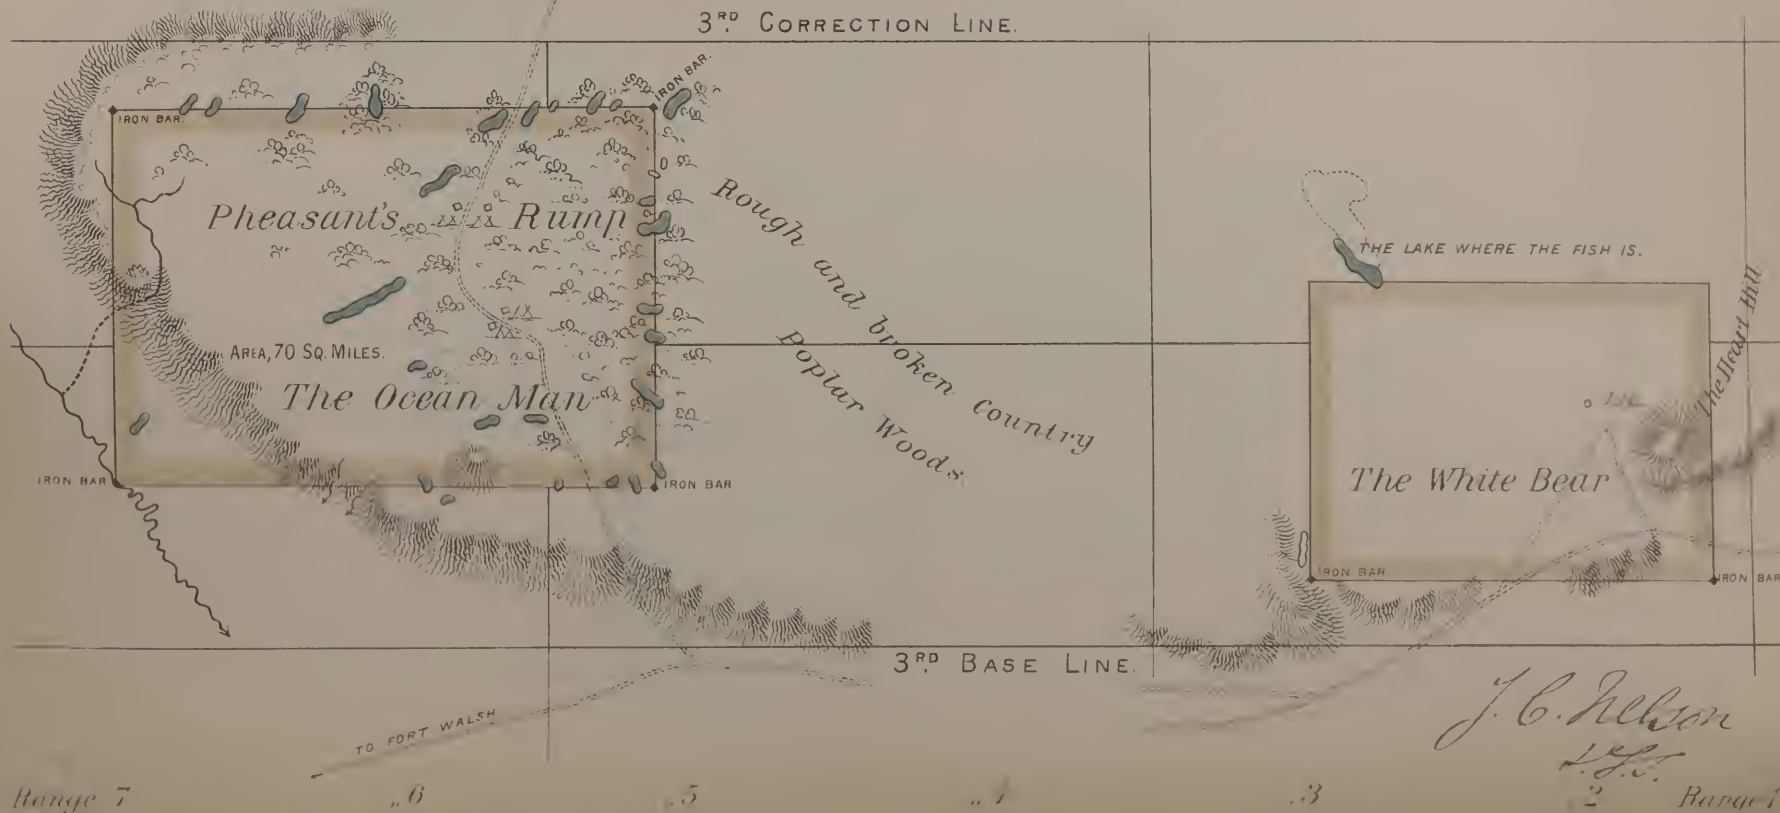 3RD CORRECTION LINE.
IRON BAR.
IRON BAR.
Pheasant's Rump
Rough and broken Country
Poplar Woods.
THE LAKE WHERE THE FISH IS.
The Heart Hill
AREA, 70 SQ. MILES.
The Ocean Man
The White Bear
IRON BAR
IRON BAR
IRON BAR
IRON BAR
3RD BASE LINE.
TO FORT WALSH
J. C. Nelson
Range 7 „ 6 . 5 „ 4 . 3 2 Range 1